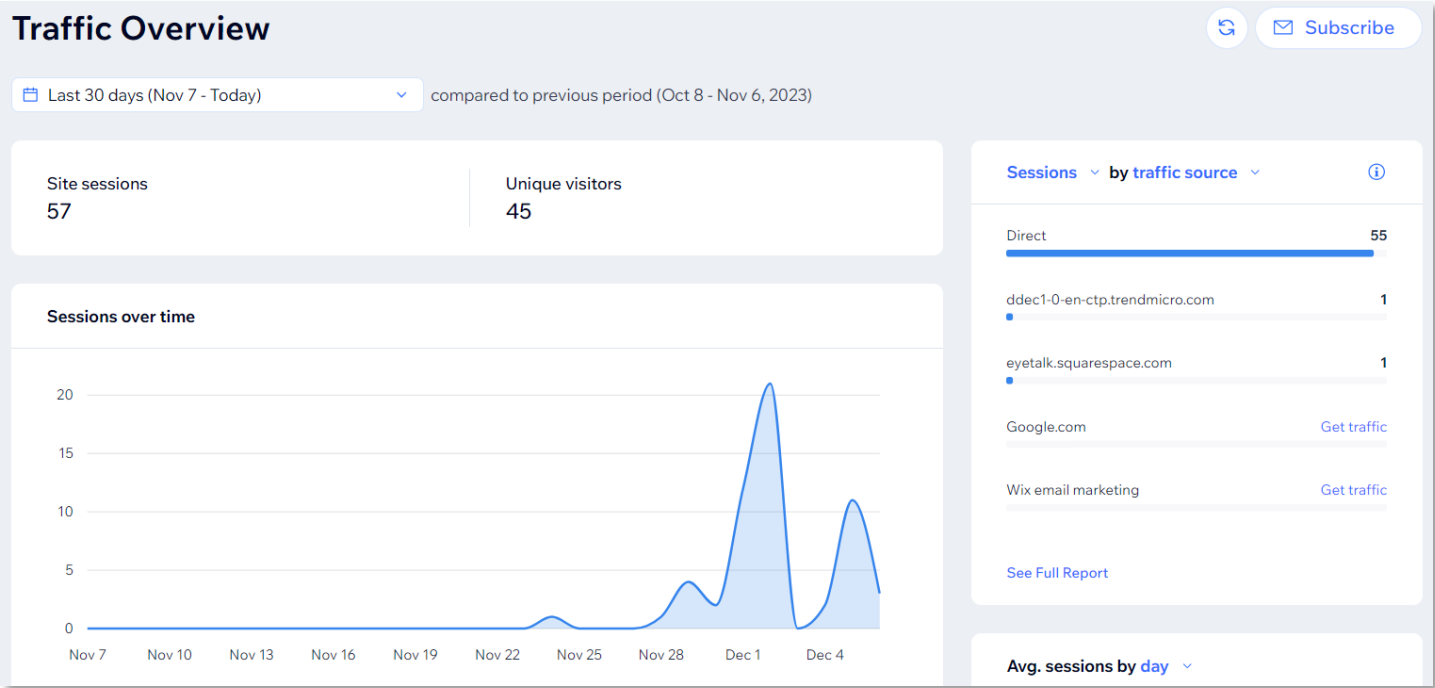 Traffic Overview
Subscribe
Last 30 days (Nov 7 - Today)
compared to previous period (Oct 8 - Nov 6, 2023)
Site sessions
57
Unique visitors
45
Sessions over time
20
15
10
5
0
Nov 7 Nov 10 Nov 13 Nov 16 Nov 19 Nov 22 Nov 25 Nov 28 Dec 1 Dec 4
Sessions by traffic source
Direct 55
ddec1-0-en-ctp.trendmicro.com 1
eyetalk.squarespace.com 1
Google.com Get traffic
Wix email marketing Get traffic
See Full Report
Avg. sessions by day